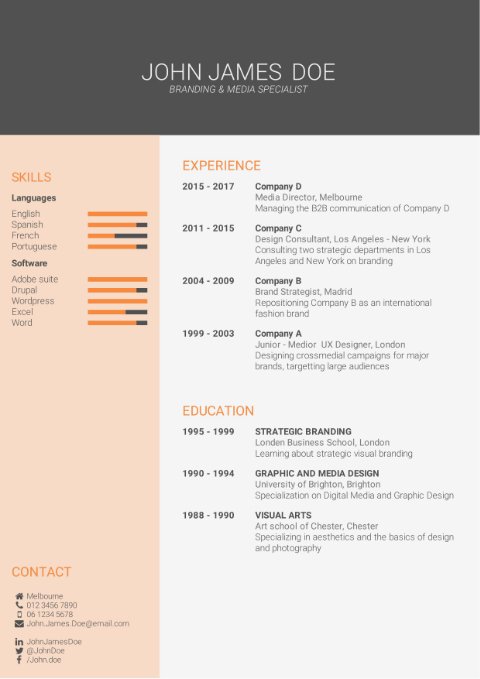 JOHN JAMES DOE
BRANDING & MEDIA SPECIALIST
SKILLS
Languages
English
Spanish
French
Portuguese
Software
Adobe suite
Drupal
Wordpress
Excel
Word
CONTACT
Melbourne
012 3456 7890
06 1234 5678
John.James.Doe@email.com
JohnJamesDoe
@JohnDoe
/John.doe
EXPERIENCE
2015 - 2017 Company D
Media Director, Melbourne
Managing the B2B communication of Company D
2011 - 2015 Company C
Design Consultant, Los Angeles - New York
Consulting two strategic departments in Los
Angeles and New York on branding
2004 - 2009 Company B
Brand Strategist, Madrid
Repositioning Company B as an international
fashion brand
1999 - 2003 Company A
Junior - Medior UX Designer, London
Designing crossmedial campaigns for major
brands, targetting large audiences
EDUCATION
1995 - 1999 STRATEGIC BRANDING
Londen Business School, London
Learning about strategic visual branding
1990 - 1994 GRAPHIC AND MEDIA DESIGN
University of Brighton, Brighton
Specialization on Digital Media and Graphic Design
1988 - 1990 VISUAL ARTS
Art school of Chester, Chester
Specializing in aesthetics and the basics of design
and photography